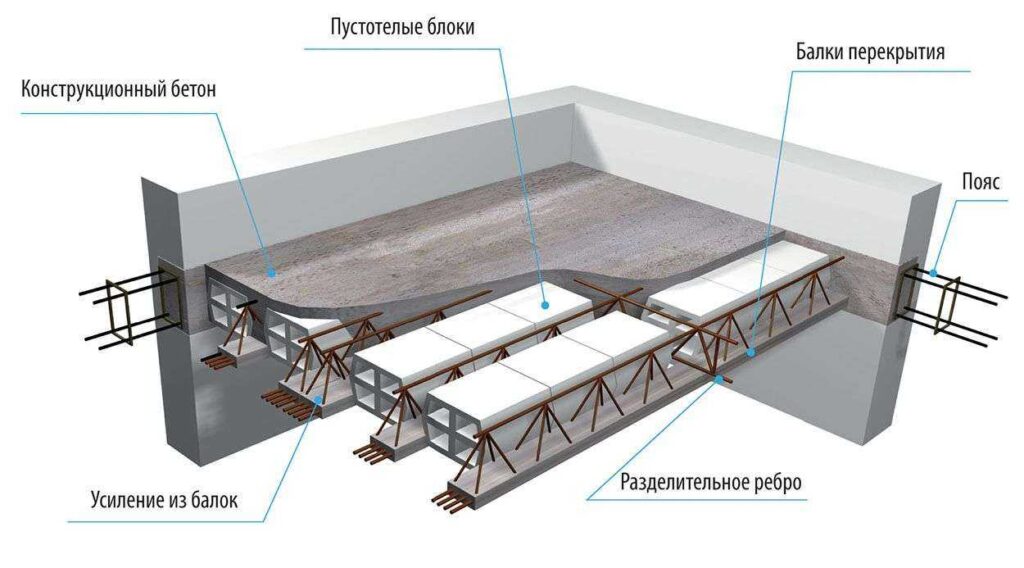 Пустотелые блоки
Балки перекрытия
Конструкционный бетон
Пояс
Разделительное ребро
Усиление из балок